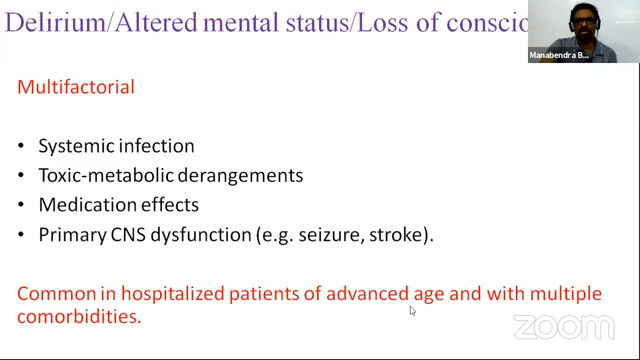 Delirium/Altered mental status/Loss of
Manabendra B...
Multifactorial
• Systemic infection
• Toxic-metabolic derangements
• Medication effects
• Primary CNS dysfunction (e.g. seizure, stroke).
Common in hospitalized patients of advanced age and with multiple
comorbidities.
zoom